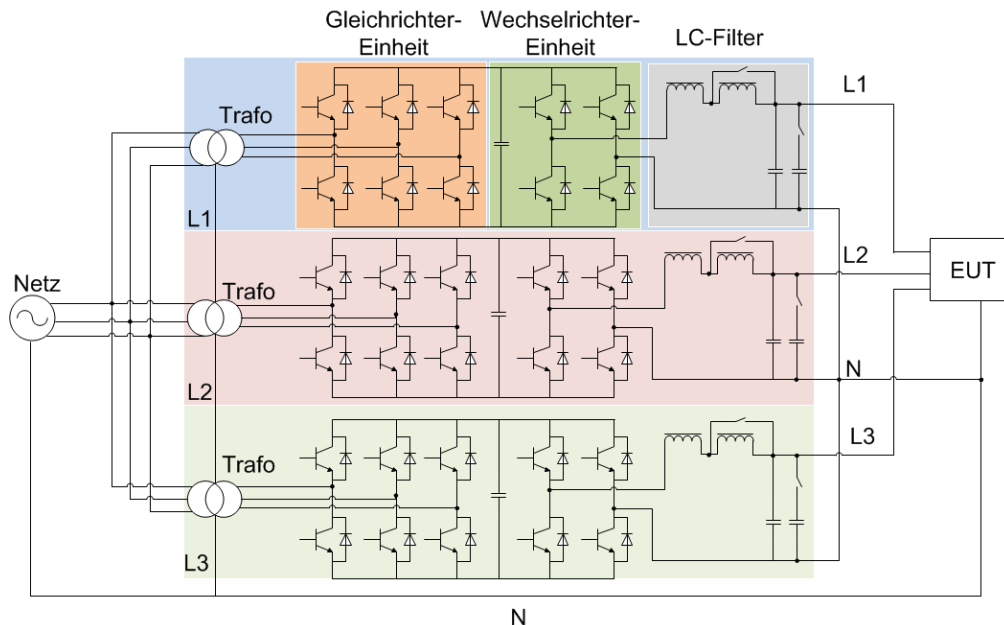 Gleichrichter-
Einheit
Wechselrichter-
Einheit
LC-Filter
Trafo
L1
L1
Netz
Trafo
L2
L2
EUT
N
Trafo
L3
L3
N